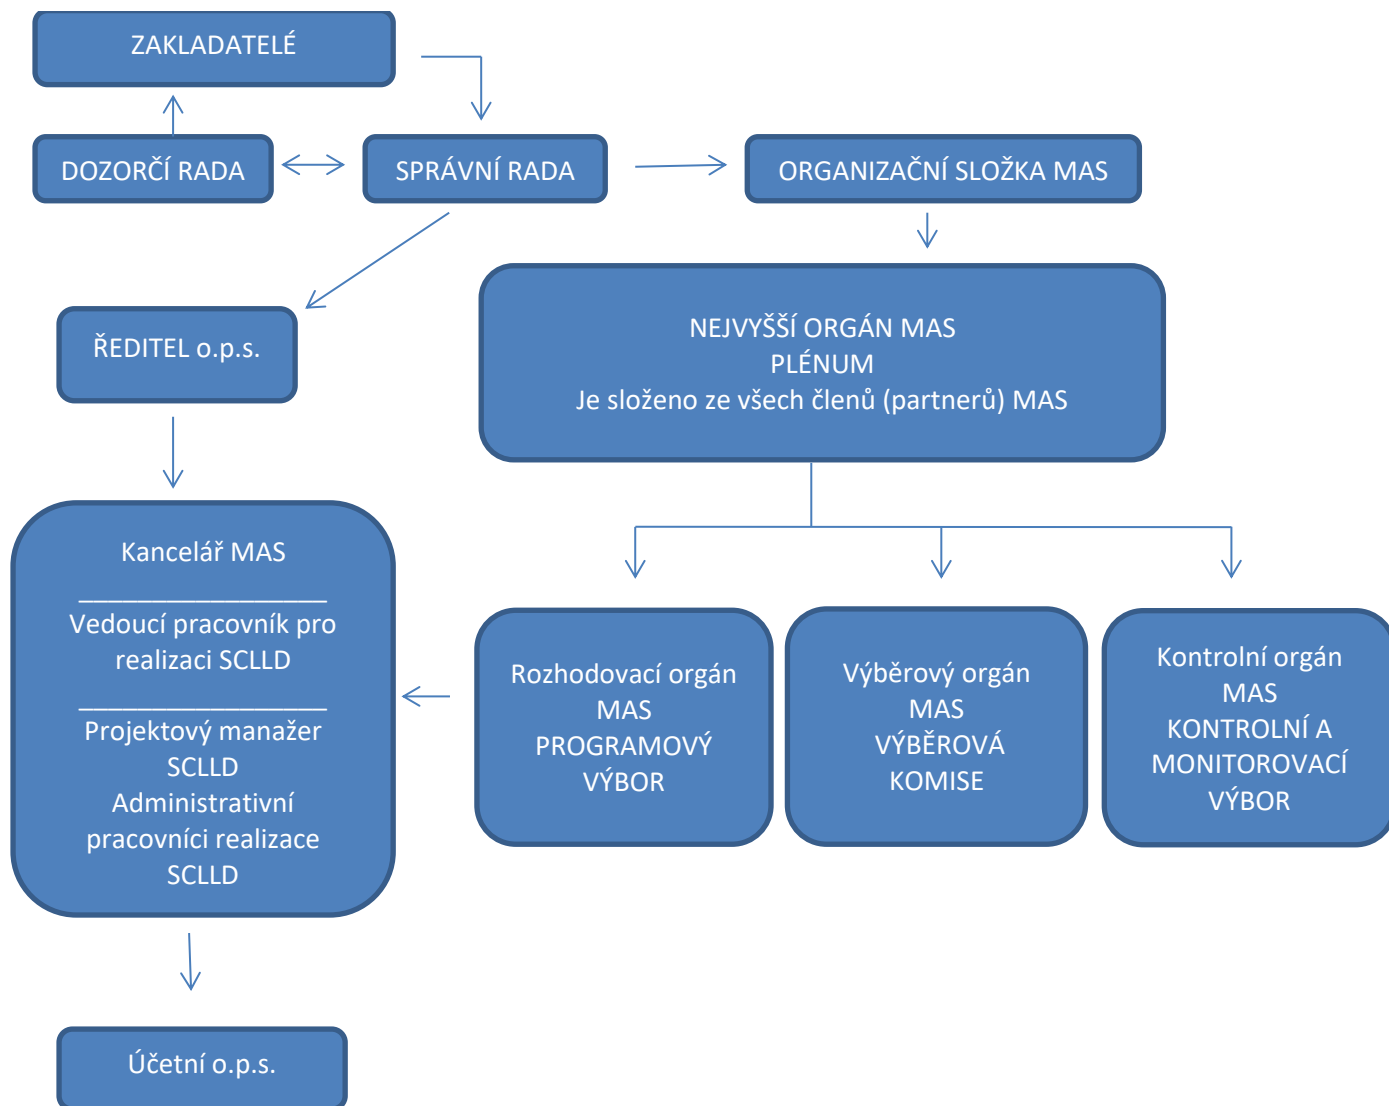 ZAKLADATELÉ
DOZORČÍ RADA
SPRÁVNÍ RADA
ORGANIZAČNÍ SLOŽKA MAS
NEJVYŠŠÍ ORGÁN MAS
PLÉNUM
Je složeno ze všech členů (partnerů) MAS
ŘEDITEL o.p.s.
Kancelář MAS
__________________
Vedoucí pracovník pro
realizaci SCLLD
__________________
Projektový manažer
SCLLD
Administrativní
pracovníci realizace
SCLLD
Rozhodovací orgán
MAS
PROGRAMOVÝ
VÝBOR
Výběrový orgán
MAS
VÝBĚROVÁ
KOMISE
Kontrolní orgán
MAS
KONTROLNÍ A
MONITOROVACÍ
VÝBOR
Účetní o.p.s.